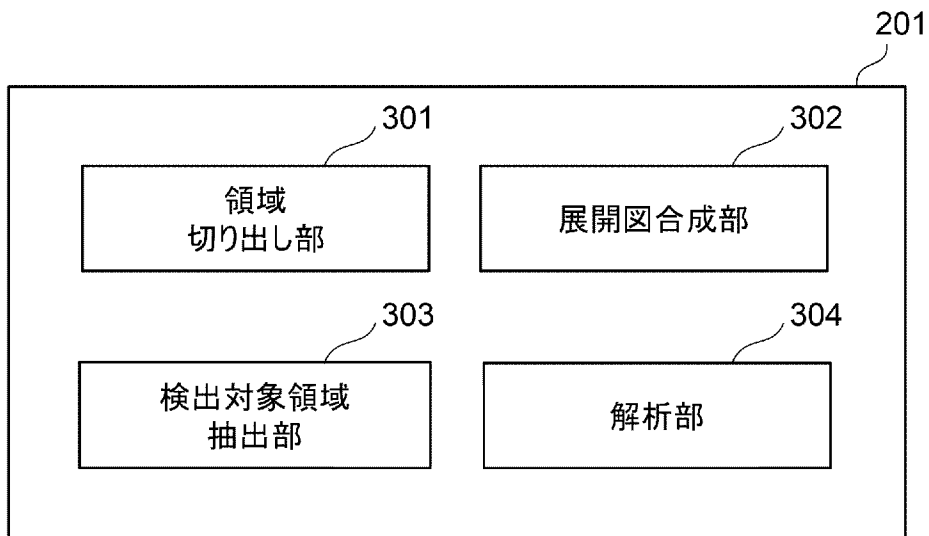 201
301
302
領域
切り出し部
展開図合成部
303
304
検出対象領域
抽出部
解析部